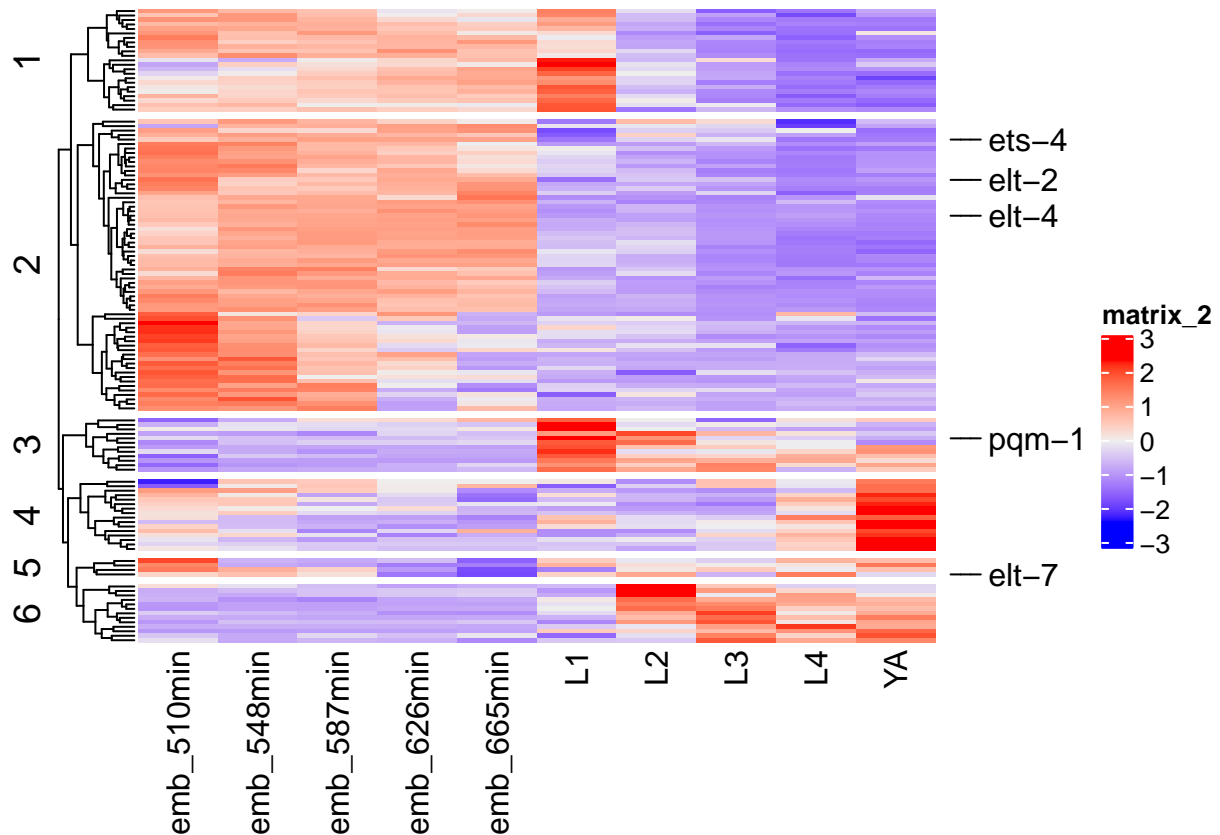 1
2
3
4
5
6
ets−4
elt−2
elt−4
pqm−1
elt−7
matrix_2
3
2
1
0
−1
−2
−3
emb_510min
emb_548min
emb_587min
emb_626min
emb_665min
L1
L2
L3
L4
YA